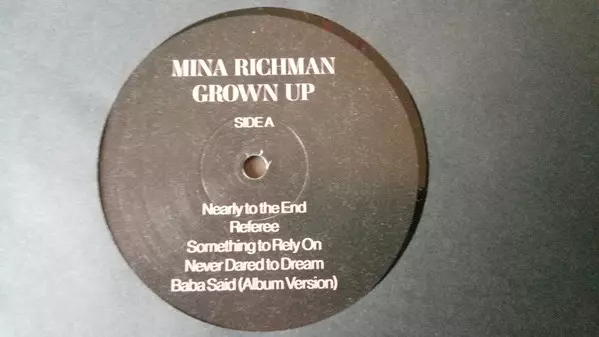 MINA RICHMAN
GROWN UP
SIDE A
Nearly to the End
Referee
Something to Rely On
Never Dared to Dream
Baba Said (Album Version)